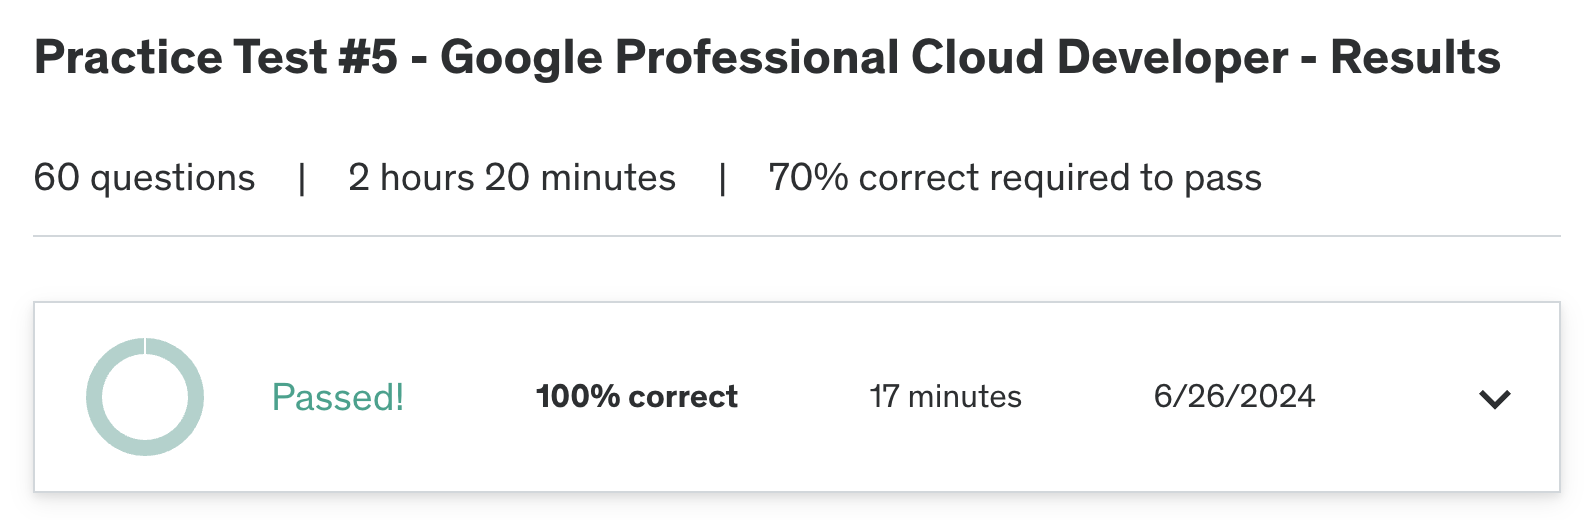 Practice Test #5 - Google Professional Cloud Developer - Results
60 questions | 2 hours 20 minutes | 70% correct required to pass
Passed! 100% correct 17 minutes 6/26/2024